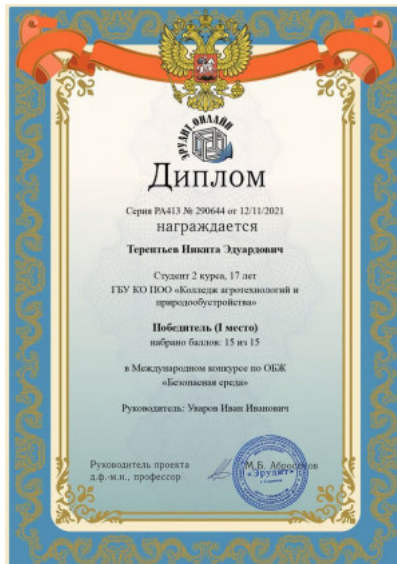 ЭРУДИТ.ОНЛАЙН
Диплом
Серия РА413 № 290644 от 12/11/2021
награждается
Терентьев Никита Эдуардович
Студент 2 курса, 17 лет
ГБУ КО ПОО «Колледж агротехнологий и
природообустройства»
Победитель (I место)
набрано баллов: 15 из 15
в Международном конкурсе по ОБЖ
«Безопасная среда»
Руководитель: Уваров Иван Иванович
Руководитель проекта
д.ф.-м.н., профессор
М.Б. Абросимов
«Эрудит»